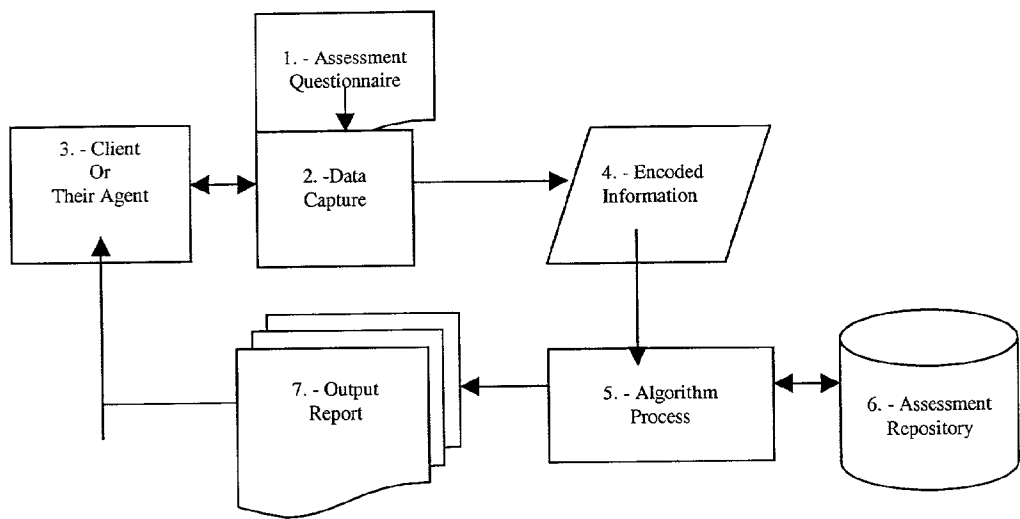 1. - Assessment
Questionnaire
3. - Client
Or
Their Agent
2. -Data
Capture
4. - Encoded
Information
7. - Output
Report
5. - Algorithm
Process
6. - Assessment
Repository